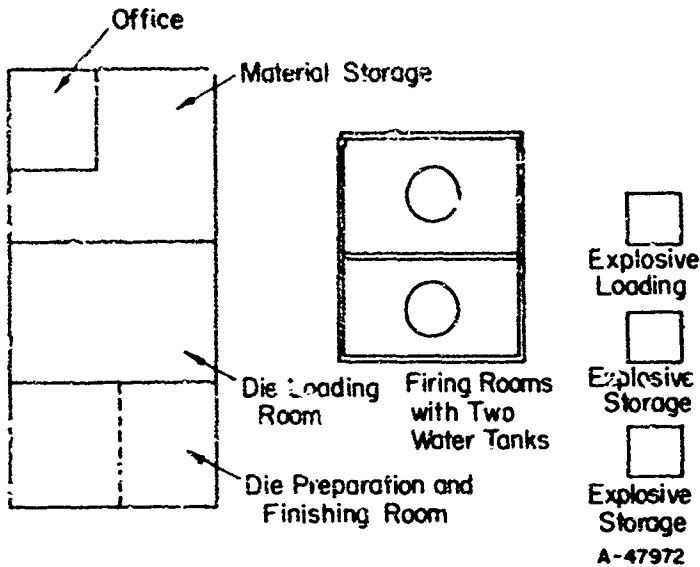 Office
Material Storage
Explosive
Loading
Die Loading
Room
Firing Rooms
with Two
Water Tanks
Explosive
Storage
Die Preparation and
Finishing Room
Explosive
Storage
A-47972